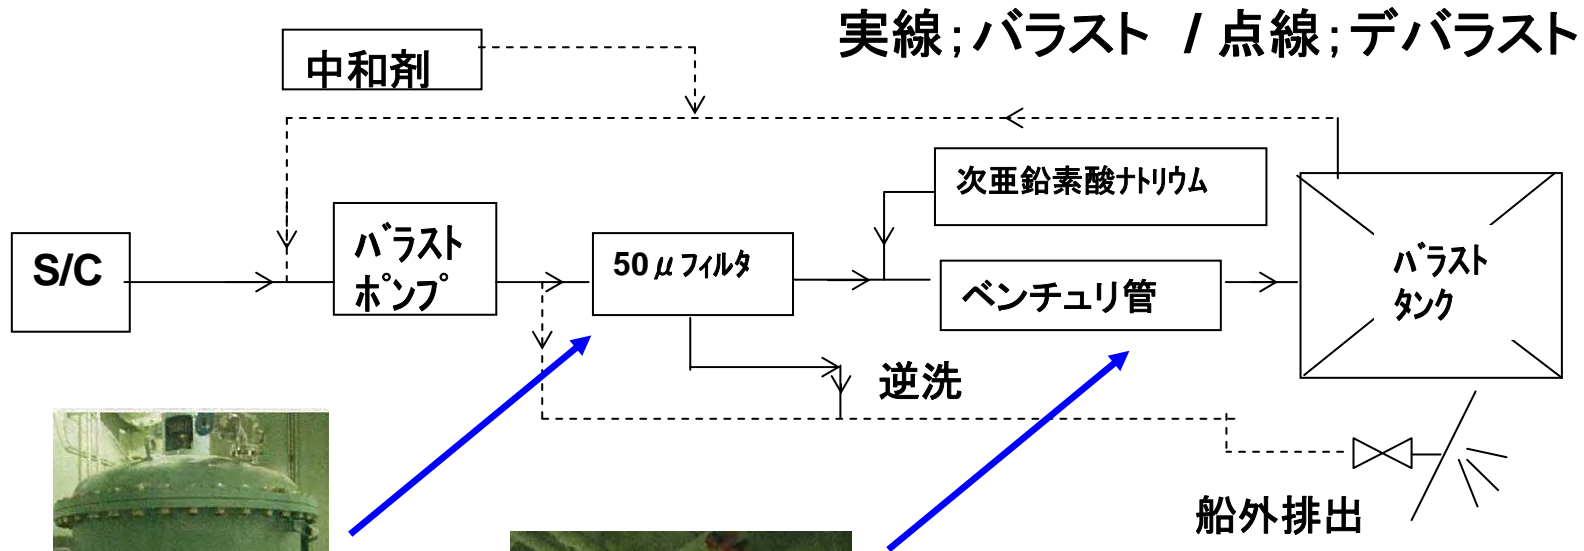 実線;バラスト / 点線;デバラスト
中和剤
次亜鉛素酸ﾅﾄﾘｳﾑ
S/C
ﾊﾞﾗｽﾄ
ﾎﾟﾝﾌﾟ
50μﾌｨﾙﾀ
ベンチュリ管
ﾊﾞﾗｽﾄ
ﾀﾝｸ
逆洗
船外排出